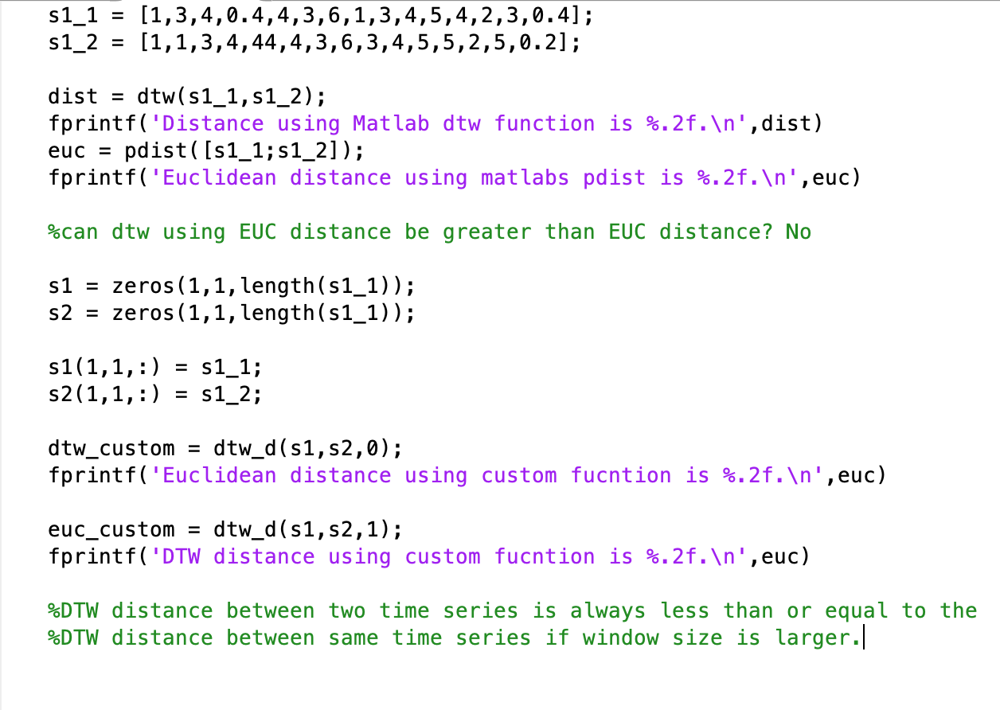 s1_1 = [1,3,4,0.4,4,3,6,1,3,4,5,4,2,3,0.4];
s1_2 = [1,1,3,4,44,4,3,6,3,4,5,5,2,5,0.2];
dist = dtw(s1_1,s1_2);
fprintf('Distance using Matlab dtw function is %.2f.\n',dist)
euc = pdist([s1_1;s1_2]);
fprintf('Euclidean distance using matlabs pdist is %.2f.\n',euc)
%can dtw using EUC distance be greater than EUC distance? No
s1 = zeros(1,1,length(s1_1));
s2 = zeros(1,1,length(s1_1));
s1(1,1,:) = s1_1;
s2(1,1,:) = s1_2;
dtw_custom = dtw_d(s1,s2,0);
fprintf('Euclidean distance using custom fucntion is %.2f.\n',euc)
euc_custom = dtw_d(s1,s2,1);
fprintf('DTW distance using custom fucntion is %.2f.\n',euc)
%DTW distance between two time series is always less than or equal to the
%DTW distance between same time series if window size is larger.